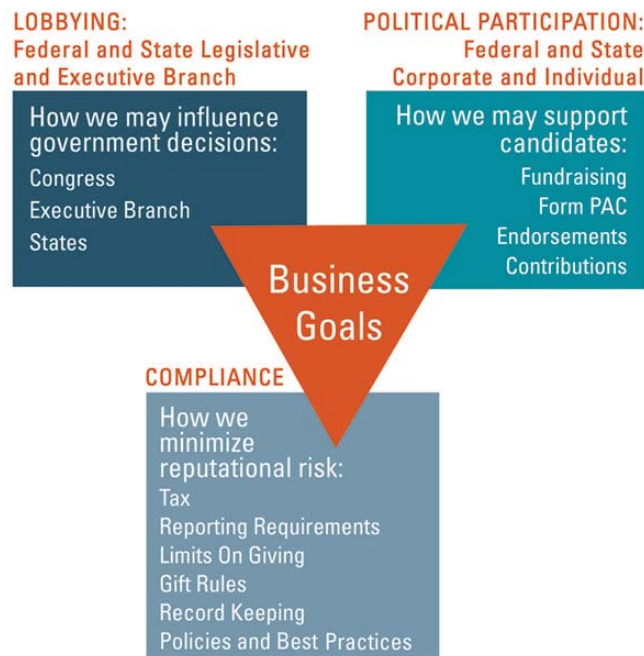 LOBBYING:
Federal and State Legislative
and Executive Branch
How we may influence
government decisions:
Congress
Executive Branch
States
POLITICAL PARTICIPATION:
Federal and State
Corporate and Individual
How we may support
candidates:
Fundraising
Form PAC
Endorsements
Contributions
Business
Goals
COMPLIANCE
How we
minimize
reputational risk:
Tax
Reporting Requirements
Limits On Giving
Gift Rules
Record Keeping
Policies and Best Practices